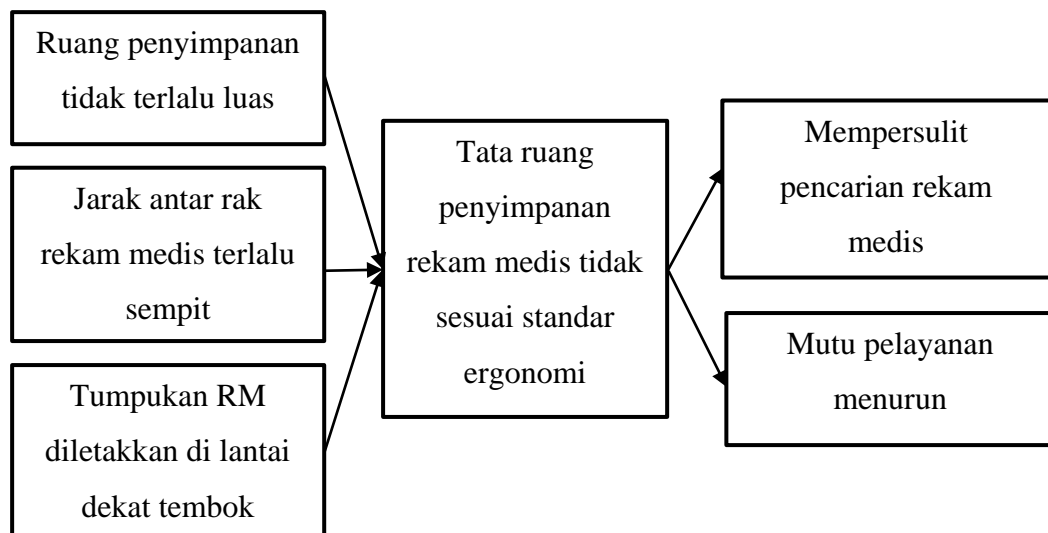 Ruang penyimpanan
tidak terlalu luas
Jarak antar rak
rekam medis terlalu
sempit
Tumpukan RM
diletakkan di lantai
dekat tembok
Tata ruang
penyimpanan
rekam medis tidak
sesuai standar
ergonomi
Mempersulit
pencarian rekam
medis
Mutu pelayanan
menurun